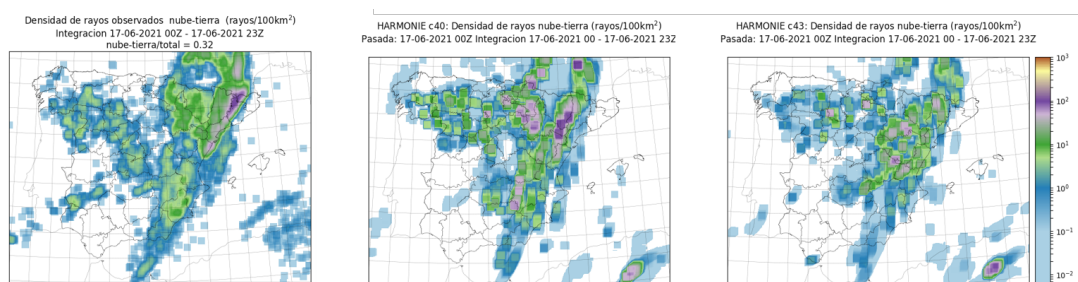 Densidad de rayos observados  nube-tierra  (rayos/100km²)
Integracion 17-06-2021 00Z - 17-06-2021 23Z
nube-tierra/total = 0.32
HARMONIE c40: Densidad de rayos nube-tierra (rayos/100km²)
Pasada: 17-06-2021 00Z Integracion 17-06-2021 00 - 17-06-2021 23Z
HARMONIE c43: Densidad de rayos nube-tierra (rayos/100km²)
Pasada: 17-06-2021 00Z Integracion 17-06-2021 00 - 17-06-2021 23Z
10³
10²
10¹
10⁰
10⁻¹
10⁻²